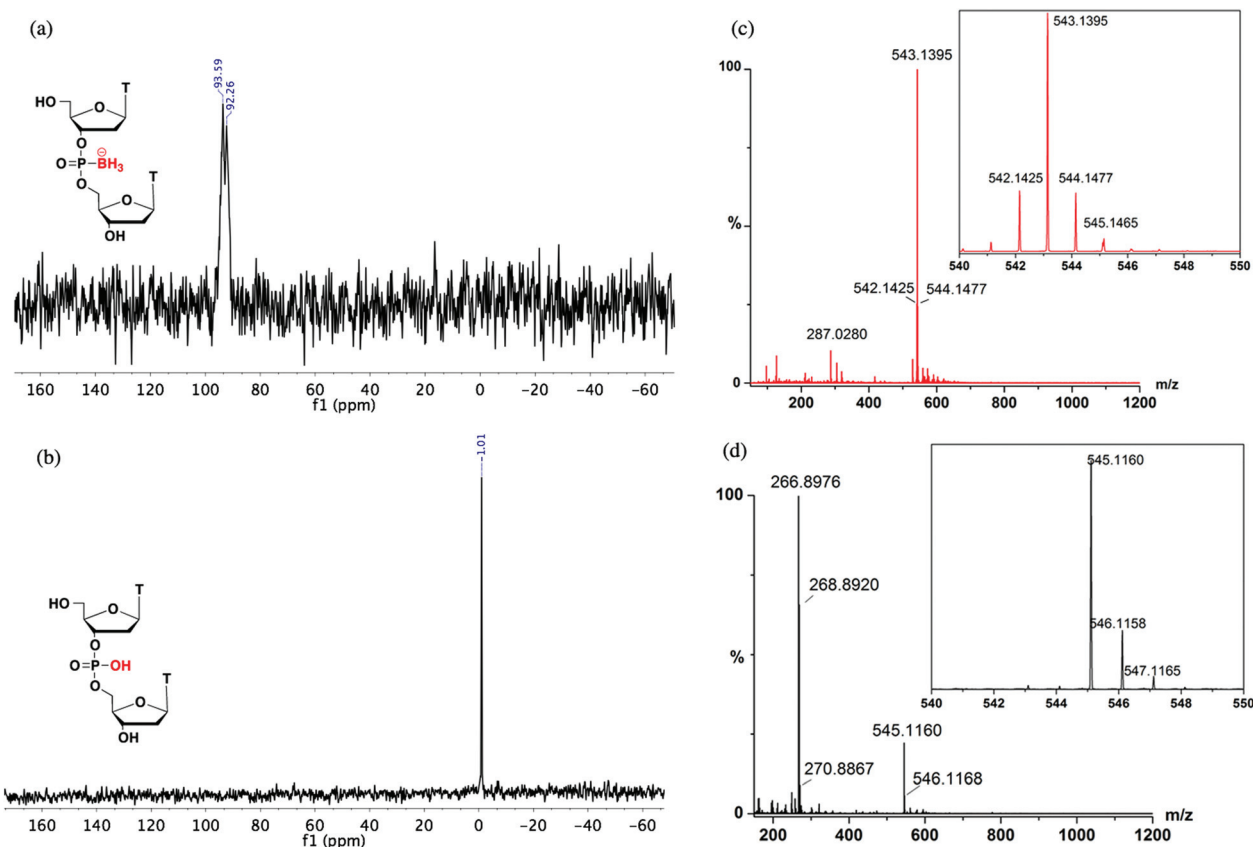 (a)
93.59
92.26
T
HO
O
O
O=P-BH3
⊖
O
T
O
OH
160 140 120 100 80 60 40 20 0 −20 −40 −60
f1 (ppm)
(b)
-1.01
T
HO
O
O
O=P-OH
O
T
O
OH
160 140 120 100 80 60 40 20 0 −20 −40 −60
f1 (ppm)
(c)
543.1395
100
%
0
542.1425
544.1477
287.0280
200 400 600 800 1000 1200
m/z
543.1395
542.1425
544.1477
545.1465
540 542 544 546 548 550
(d)
266.8976
100
268.8920
%
545.1160
270.8867
546.1168
0
200 400 600 800 1000 1200
m/z
545.1160
546.1158
547.1165
540 542 544 546 548 550